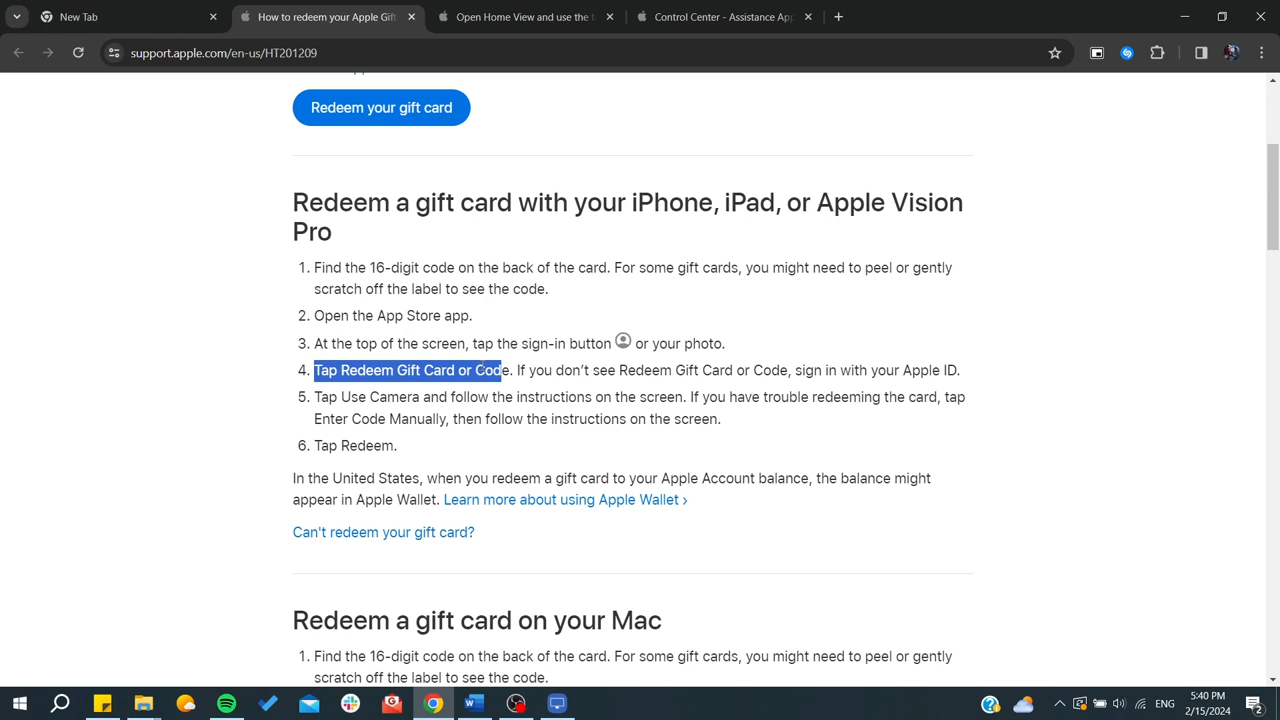 New Tab
How to redeem your Apple Gift
Open Home View and use the t
Control Center - Assistance App
support.apple.com/en-us/HT201209
Redeem your gift card
Redeem a gift card with your iPhone, iPad, or Apple Vision
Pro
1. Find the 16-digit code on the back of the card. For some gift cards, you might need to peel or gently
scratch off the label to see the code.
2. Open the App Store app.
3. At the top of the screen, tap the sign-in button or your photo.
4. Tap Redeem Gift Card or Code. If you don’t see Redeem Gift Card or Code, sign in with your Apple ID.
5. Tap Use Camera and follow the instructions on the screen. If you have trouble redeeming the card, tap
Enter Code Manually, then follow the instructions on the screen.
6. Tap Redeem.
In the United States, when you redeem a gift card to your Apple Account balance, the balance might
appear in Apple Wallet. Learn more about using Apple Wallet ›
Can't redeem your gift card?
Redeem a gift card on your Mac
1. Find the 16-digit code on the back of the card. For some gift cards, you might need to peel or gently
scratch off the label to see the code.
ENG
5:40 PM
2/15/2024
2